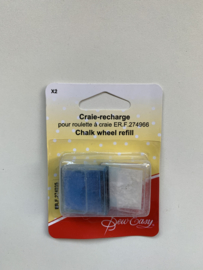 X2
Craie-recharge
pour roulette à craie ER.F.274966
Chalk wheel refill
Sew Easy